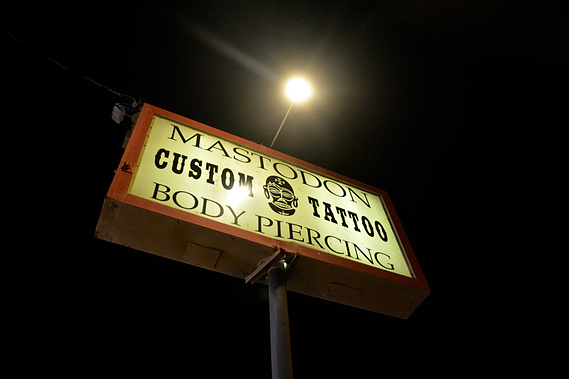 MASTODON
CUSTOM TATTOO
BODY PIERCING